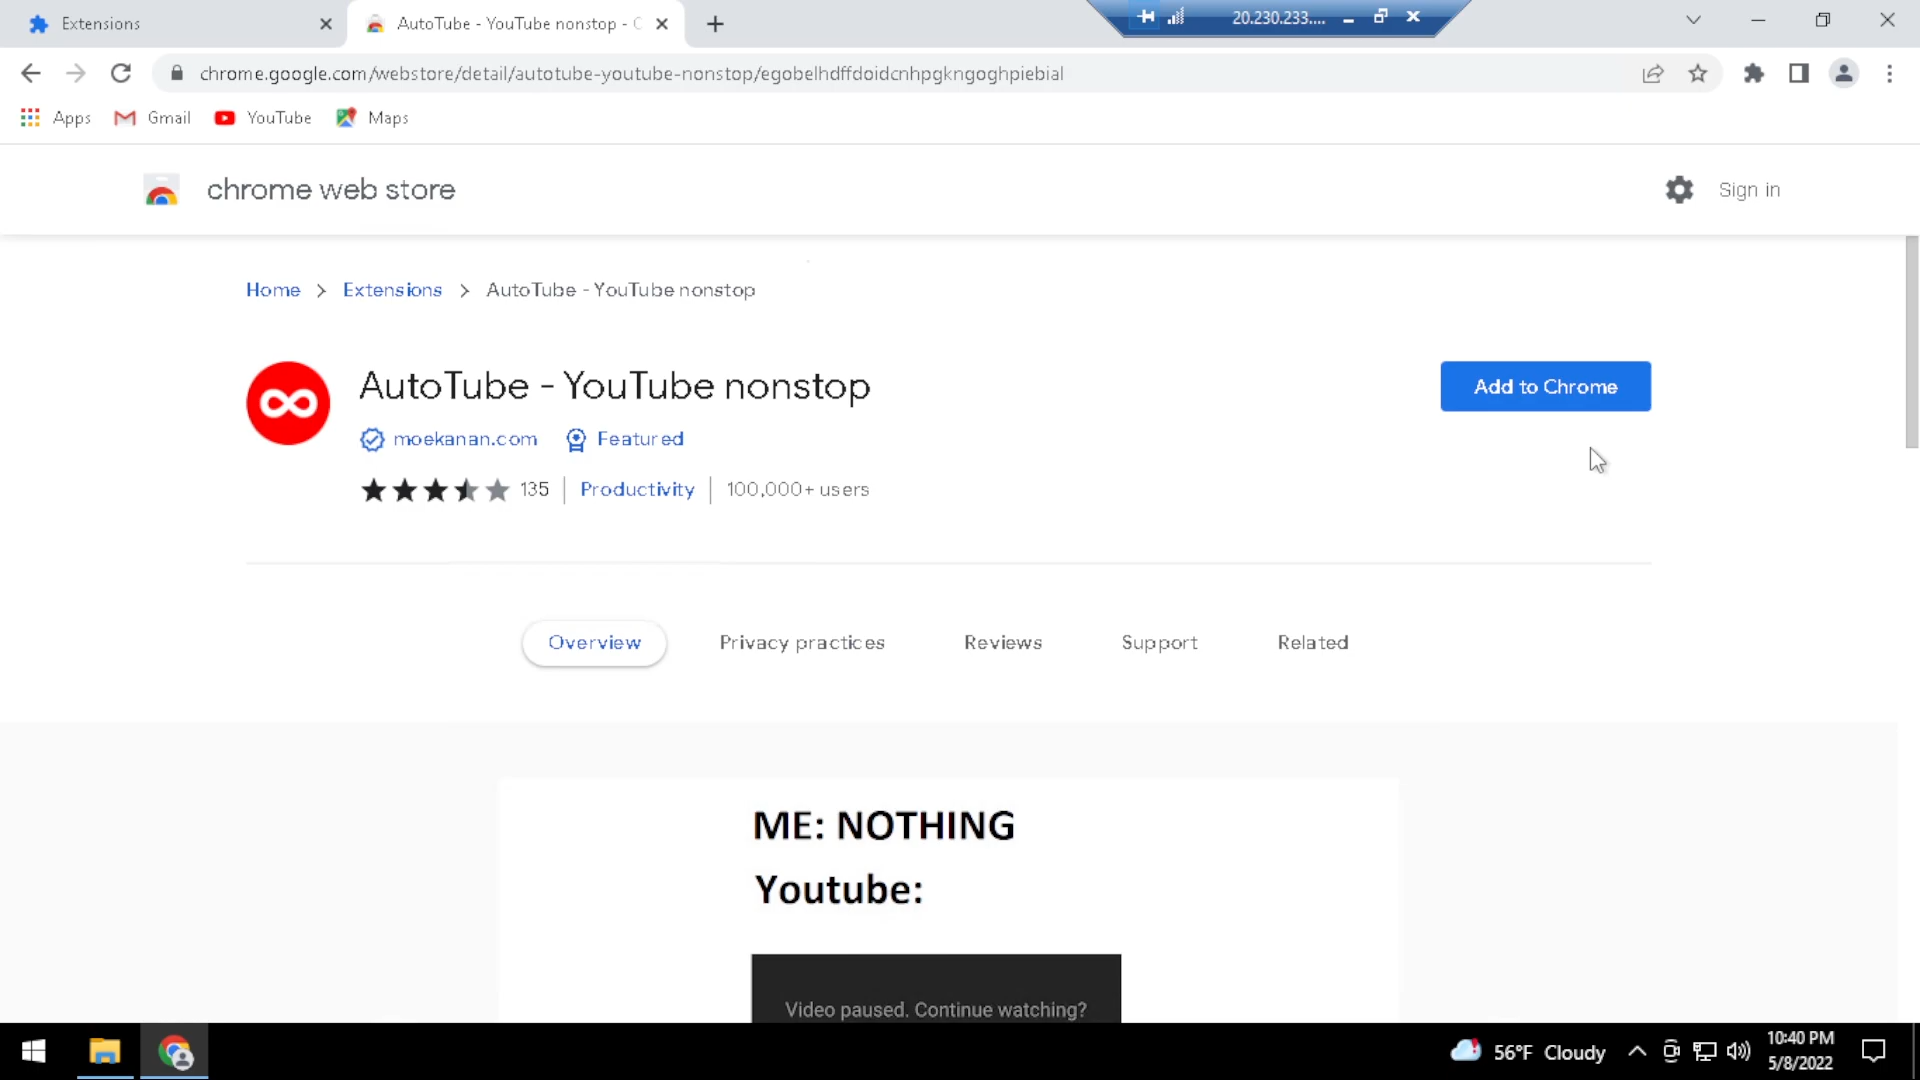 Extensions
AutoTube - YouTube nonstop - C
20.230.233....
chrome.google.com/webstore/detail/autotube-youtube-nonstop/egobelhdffdoidcnhpgkngoghpiebial
Apps
Gmail
YouTube
Maps
chrome web store
Sign in
Home > Extensions > AutoTube - YouTube nonstop
AutoTube - YouTube nonstop
Add to Chrome
moekanan.com
Featured
135
Productivity
100,000+ users
Overview
Privacy practices
Reviews
Support
Related
ME: NOTHING
Youtube:
Video paused. Continue watching?
56°F Cloudy
10:40 PM
5/8/2022